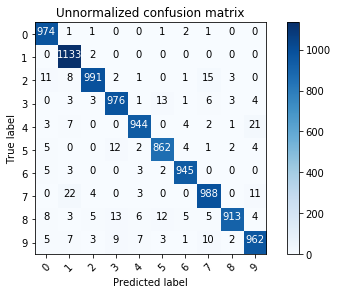 Unnormalized confusion matrix
0 974 1 1 0 0 1 2 1 0 0
1 0 1133 2 0 0 0 0 0 0 0
2 11 8 991 2 1 0 1 15 3 0
3 0 3 3 976 1 13 1 6 3 4
4 3 7 0 0 944 0 4 2 1 21
5 5 0 0 12 2 862 4 1 2 4
6 5 3 0 0 3 2 945 0 0 0
7 0 22 4 0 3 0 0 988 0 11
8 8 3 5 13 6 12 5 5 913 4
9 5 7 3 9 7 3 1 10 2 962
0 1 2 3 4 5 6 7 8 9
Predicted label
True label
1000
800
600
400
200
0